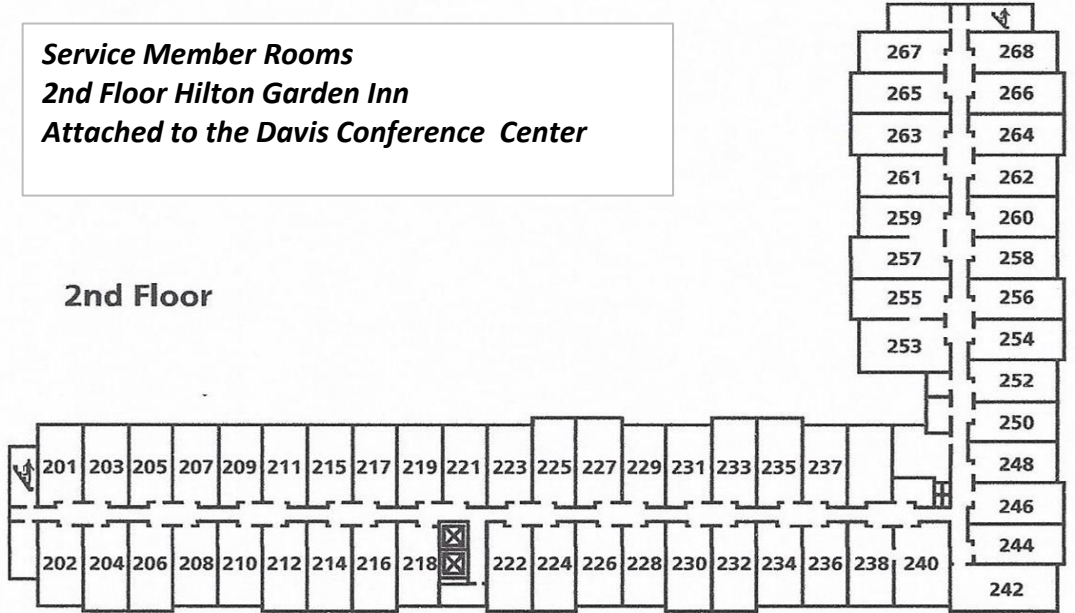 Service Member Rooms
2nd Floor Hilton Garden Inn
Attached to the Davis Conference Center
2nd Floor
267 268
265 266
263 264
261 262
259 260
257 258
255 256
253 254
252
250
248
246
244
242
201 203 205 207 209 211 215 217 219 221 223 225 227 229 231 233 235 237
202 204 206 208 210 212 214 216 218 222 224 226 228 230 232 234 236 238 240